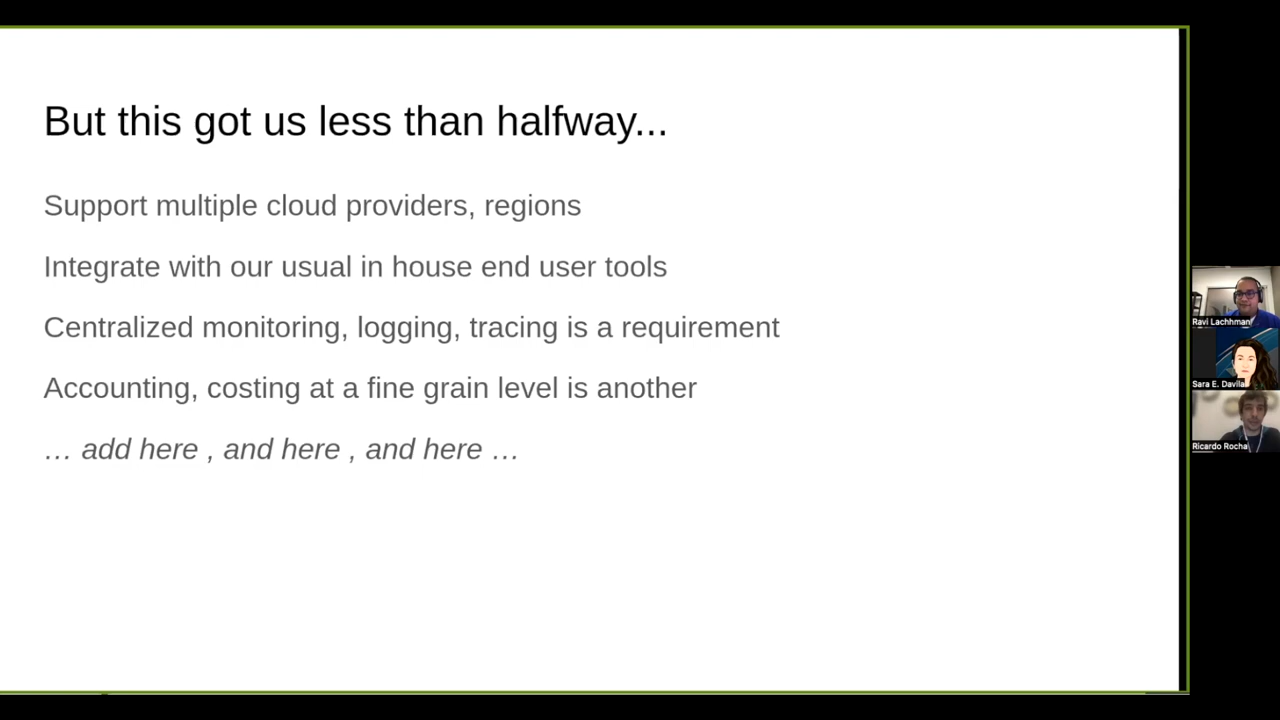 But this got us less than halfway...
Support multiple cloud providers, regions
Integrate with our usual in house end user tools
Centralized monitoring, logging, tracing is a requirement
Accounting, costing at a fine grain level is another
… add here , and here , and here …
Ravi Lachhman
Sara E. Davila
Ricardo Rocha